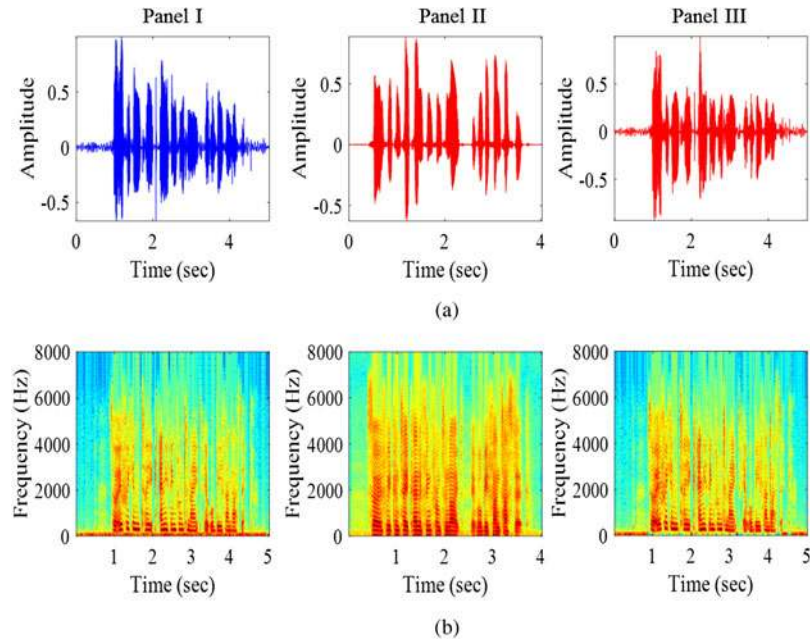 Panel I
Panel II
Panel III
Amplitude
0.5
0
-0.5
0 2 4
Time (sec)
Amplitude
0.5
0
-0.5
0 2 4
Time (sec)
Amplitude
0.5
0
-0.5
0 2 4
Time (sec)
(a)
Frequency (Hz)
8000
6000
4000
2000
0
1 2 3 4 5
Time (sec)
Frequency (Hz)
8000
6000
4000
2000
0
1 2 3 4
Time (sec)
Frequency (Hz)
8000
6000
4000
2000
0
1 2 3 4 5
Time (sec)
(b)